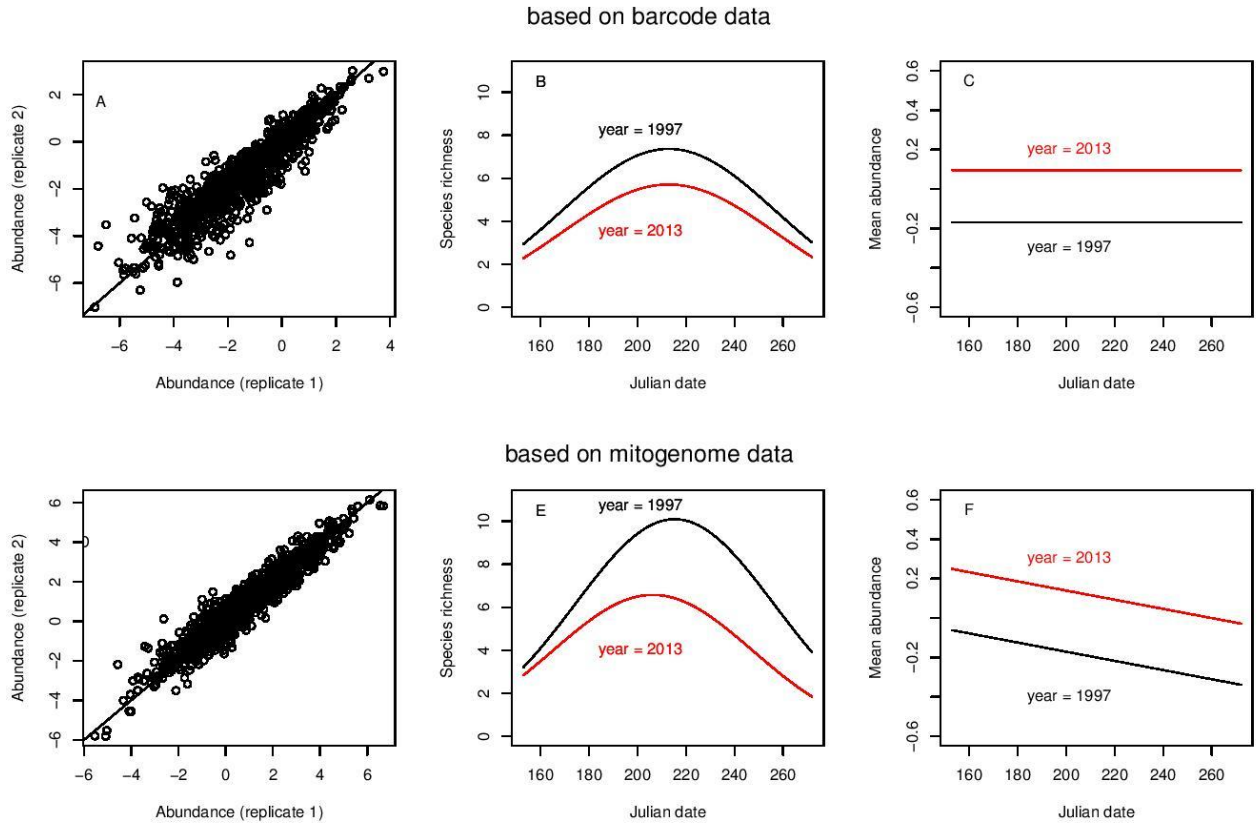 based on barcode data
A
Abundance (replicate 2)
2
0
−2
−4
−6
−6 −4 −2 0 2 4
Abundance (replicate 1)
B
year = 1997
year = 2013
Species richness
10
8
6
4
2
0
160 180 200 220 240 260
Julian date
C
year = 2013
year = 1997
Mean abundance
0.6
0.4
0.2
−0.2
−0.6
160 180 200 220 240 260
Julian date
based on mitogenome data
Abundance (replicate 2)
6
4
2
0
−2
−4
−6
−6 −4 −2 0 2 4 6
Abundance (replicate 1)
E
year = 1997
year = 2013
Species richness
10
8
6
4
2
0
160 180 200 220 240 260
Julian date
F
year = 2013
year = 1997
Mean abundance
0.6
0.4
0.2
−0.2
−0.6
160 180 200 220 240 260
Julian date